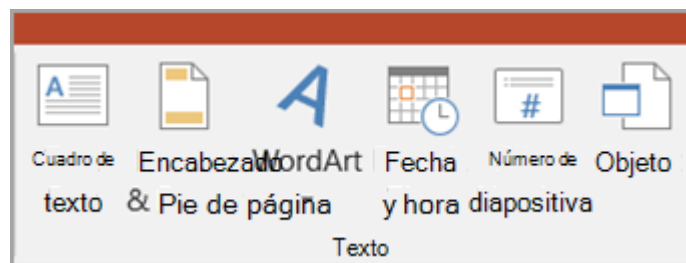 Cuadro de
texto
Encabezado
& Pie de página
WordArt
Fecha
y hora
Número de
diapositiva
Objeto
Texto